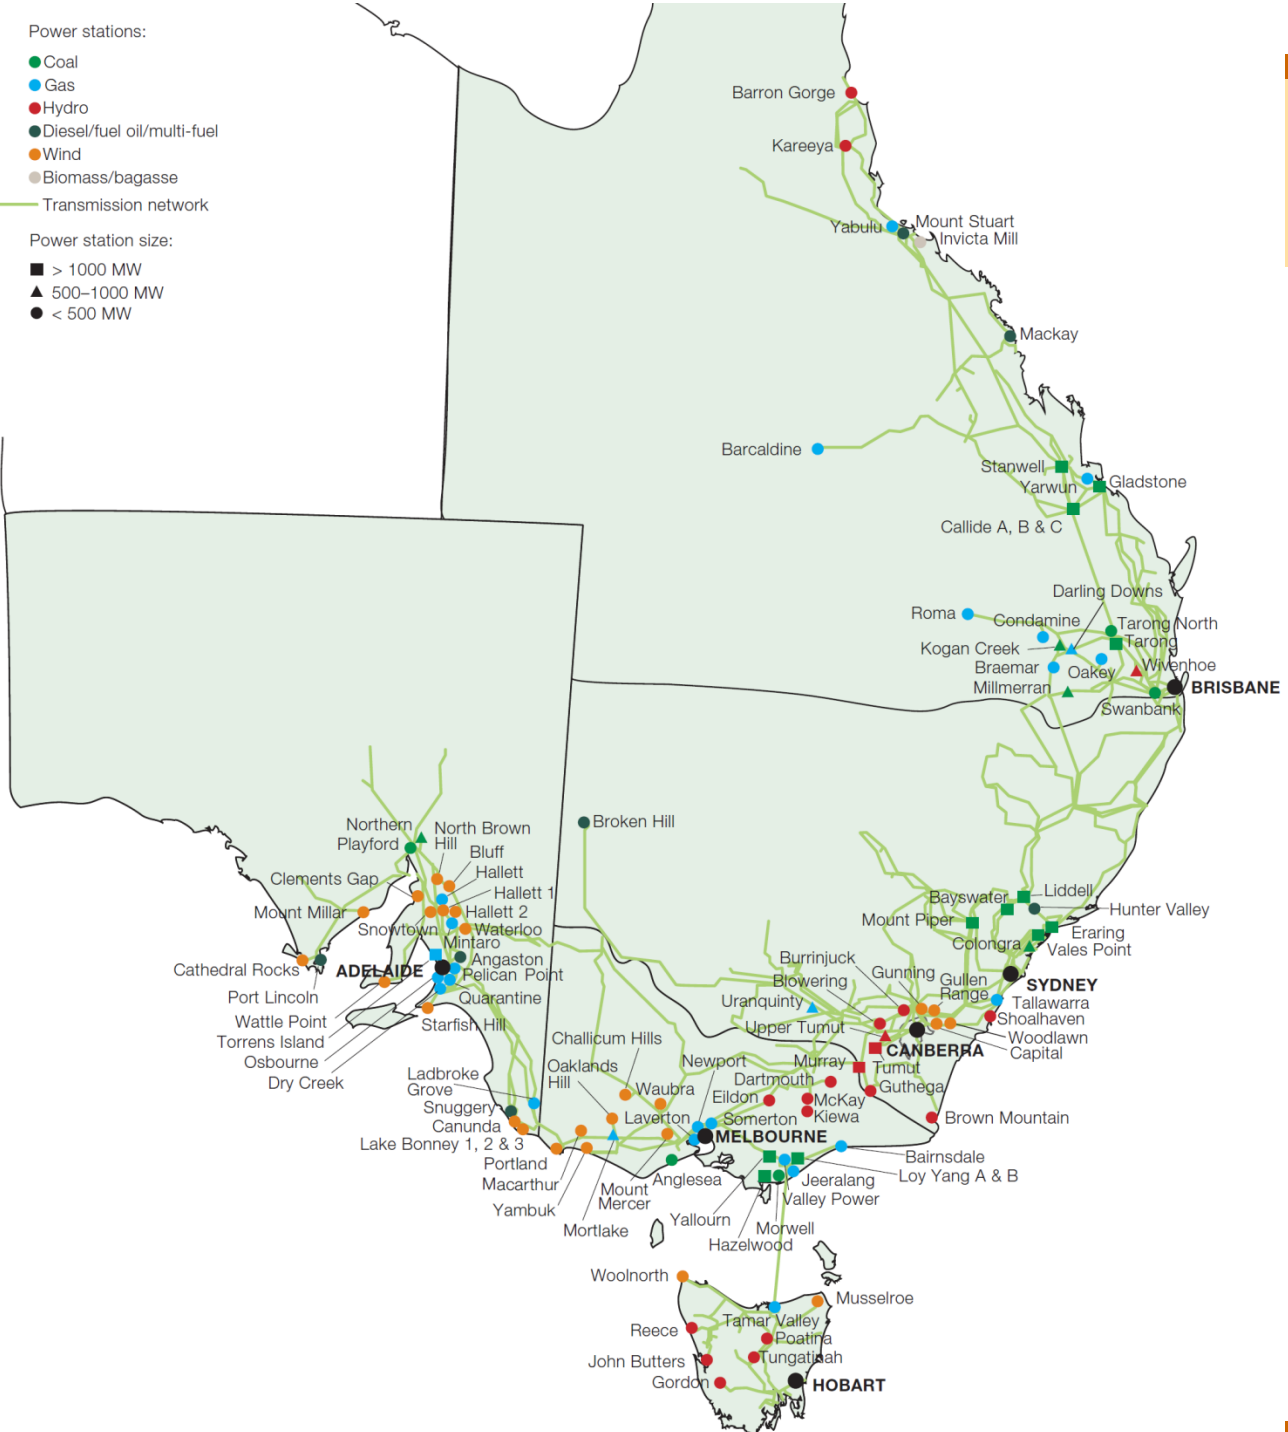 Power stations:
Coal
Gas
Hydro
Diesel/fuel oil/multi-fuel
Wind
Biomass/bagasse
Transmission network
Power station size:
> 1000 MW
500–1000 MW
< 500 MW
Barron Gorge
Kareeya
Yabulu
Mount Stuart
Invicta Mill
Mackay
Barcaldine
Stanwell
Yarwun
Gladstone
Callide A, B & C
Darling Downs
Roma
Condamine
Tarong North
Tarong
Kogan Creek
Braemar
Oakey
Wivenhoe
Millmerran
BRISBANE
Swanbank
Northern
Playford
North Brown
Hill
Bluff
Hallett
Clements Gap
Hallett 1
Mount Millar
Hallett 2
Snowtown
Waterloo
Mintaro
Angaston
Cathedral Rocks
ADELAIDE
Pelican Point
Port Lincoln
Quarantine
Wattle Point
Starfish Hill
Torrens Island
Osbourne
Dry Creek
Broken Hill
Bayswater
Liddell
Mount Piper
Hunter Valley
Eraring
Colongra
Vales Point
Burrinjuck
Gunning
Blowering
Gullen
Range
SYDNEY
Uranquinty
Tallawarra
Shoalhaven
Upper Tumut
Woodlawn
CANBERRA
Capital
Murray
Tumut
Guthega
Challicum Hills
Oaklands
Hill
Newport
Dartmouth
Ladbroke
Grove
Waubra
Eildon
McKay
Snuggery
Laverton
Somerton
Kiewa
Brown Mountain
Canunda
MELBOURNE
Lake Bonney 1, 2 & 3
Bairnsdale
Portland
Anglesea
Jeeralang
Loy Yang A & B
Macarthur
Mount
Mercer
Valley Power
Yambuk
Yallourn
Mortlake
Morwell
Hazelwood
Woolnorth
Musselroe
Tamar Valley
Reece
Poatina
John Butters
Tungatinah
Gordon
HOBART